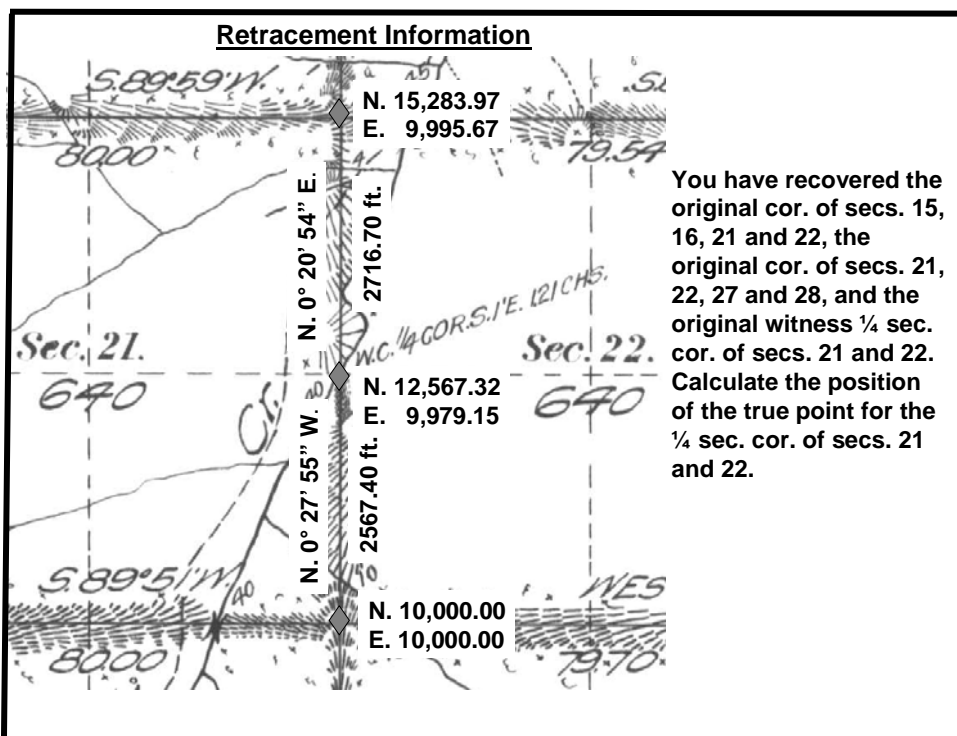 Retracement Information
S.89°59'W.
80.00
N. 15,283.97
E. 9,995.67
79.54
N. 0° 20' 54” E.
2716.70 ft.
You have recovered the
original cor. of secs. 15,
16, 21 and 22, the
original cor. of secs. 21,
22, 27 and 28, and the
original witness ¼ sec.
cor. of secs. 21 and 22.
Calculate the position
of the true point for the
¼ sec. cor. of secs. 21
and 22.
W.C. 1/4 COR. S.1'E. 1.21 CHS.
Sec. 21.
640
Sec. 22.
640
N. 12,567.32
E. 9,979.15
Cr.
N. 0° 27' 55” W.
2567.40 ft.
S.89°51'W.
40
90
WES
80.00
N. 10,000.00
E. 10,000.00
79.70